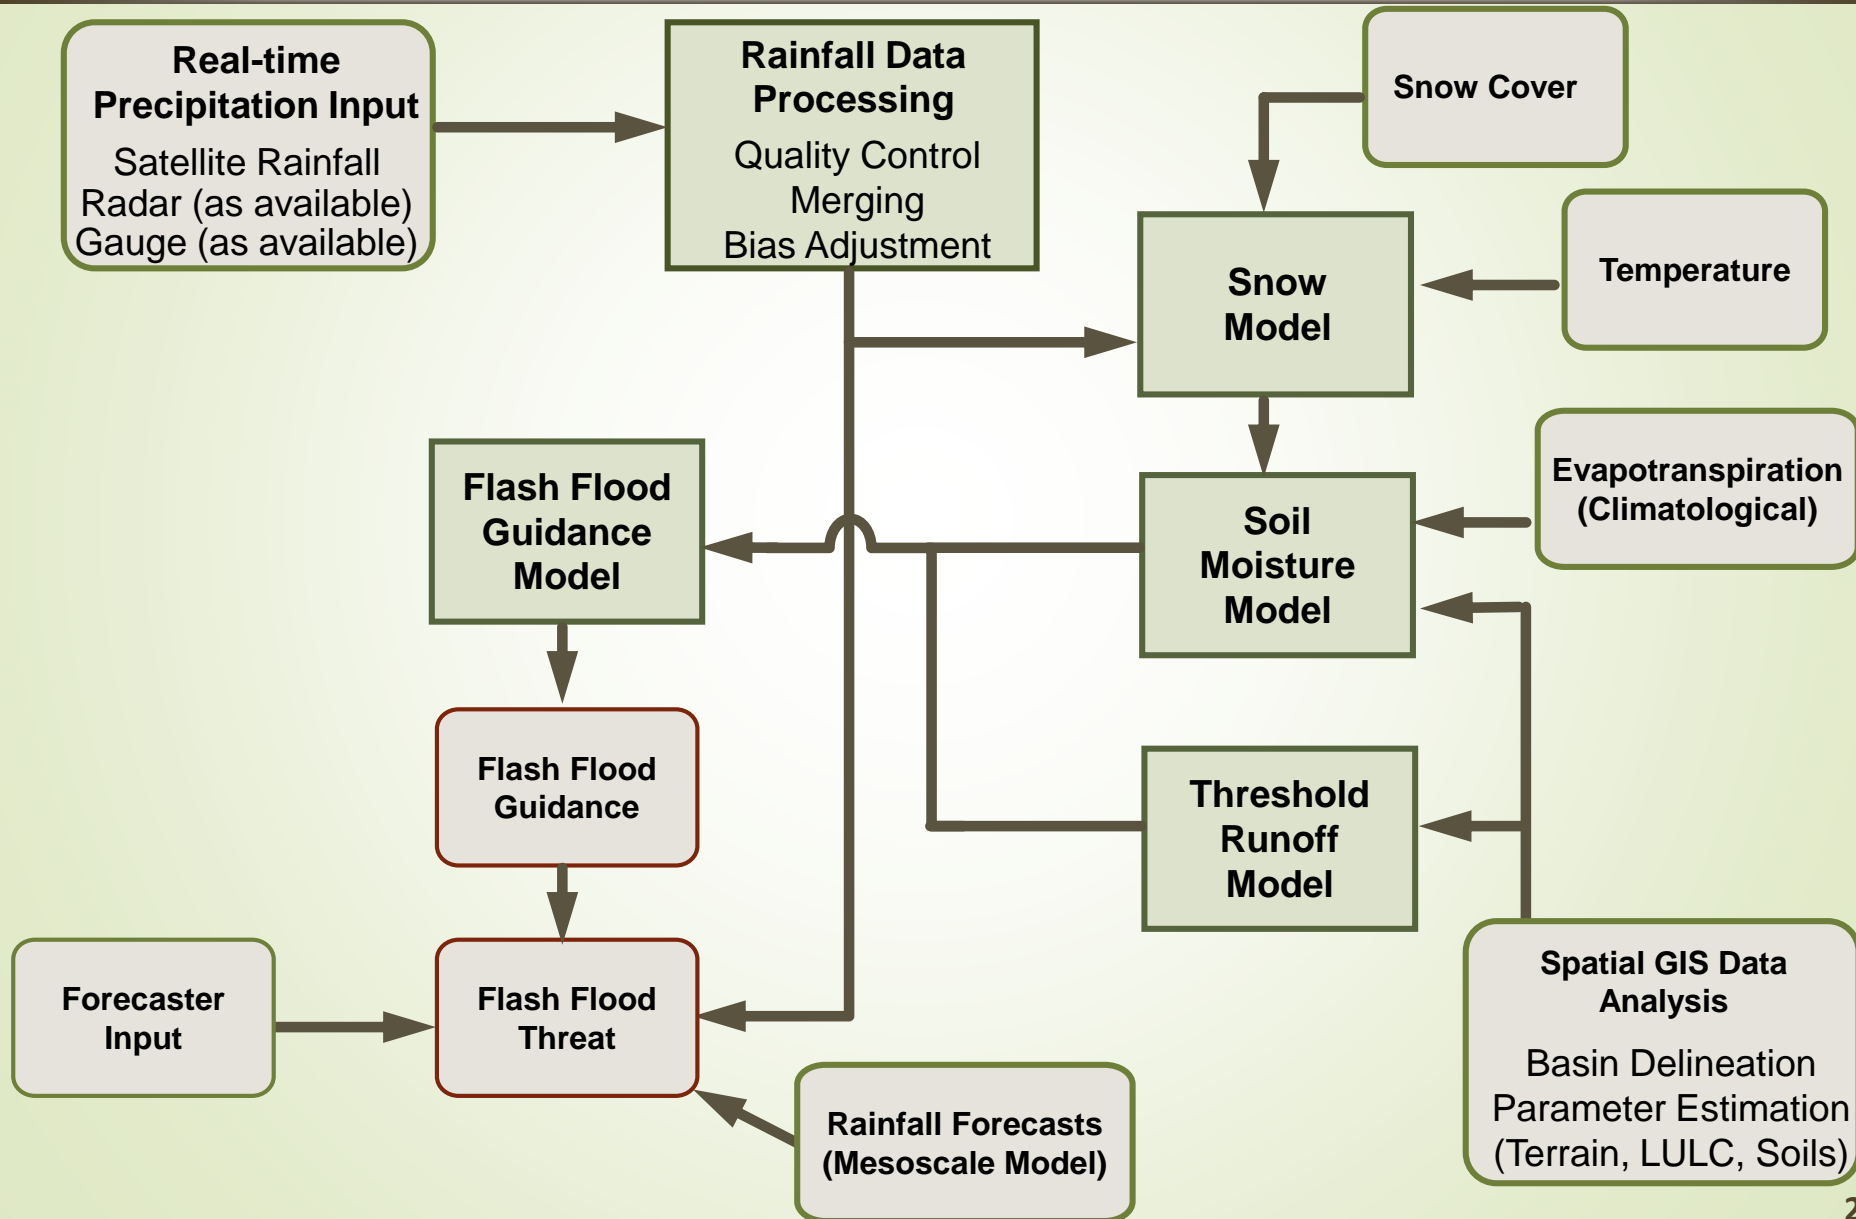 Real-time
Precipitation Input
Satellite Rainfall
Radar (as available)
Gauge (as available)
Rainfall Data
Processing
Quality Control
Merging
Bias Adjustment
Snow Cover
Temperature
Snow
Model
Evapotranspiration
(Climatological)
Flash Flood
Guidance
Model
Soil
Moisture
Model
Flash Flood
Guidance
Threshold
Runoff
Model
Forecaster
Input
Flash Flood
Threat
Rainfall Forecasts
(Mesoscale Model)
Spatial GIS Data
Analysis
Basin Delineation
Parameter Estimation
(Terrain, LULC, Soils)